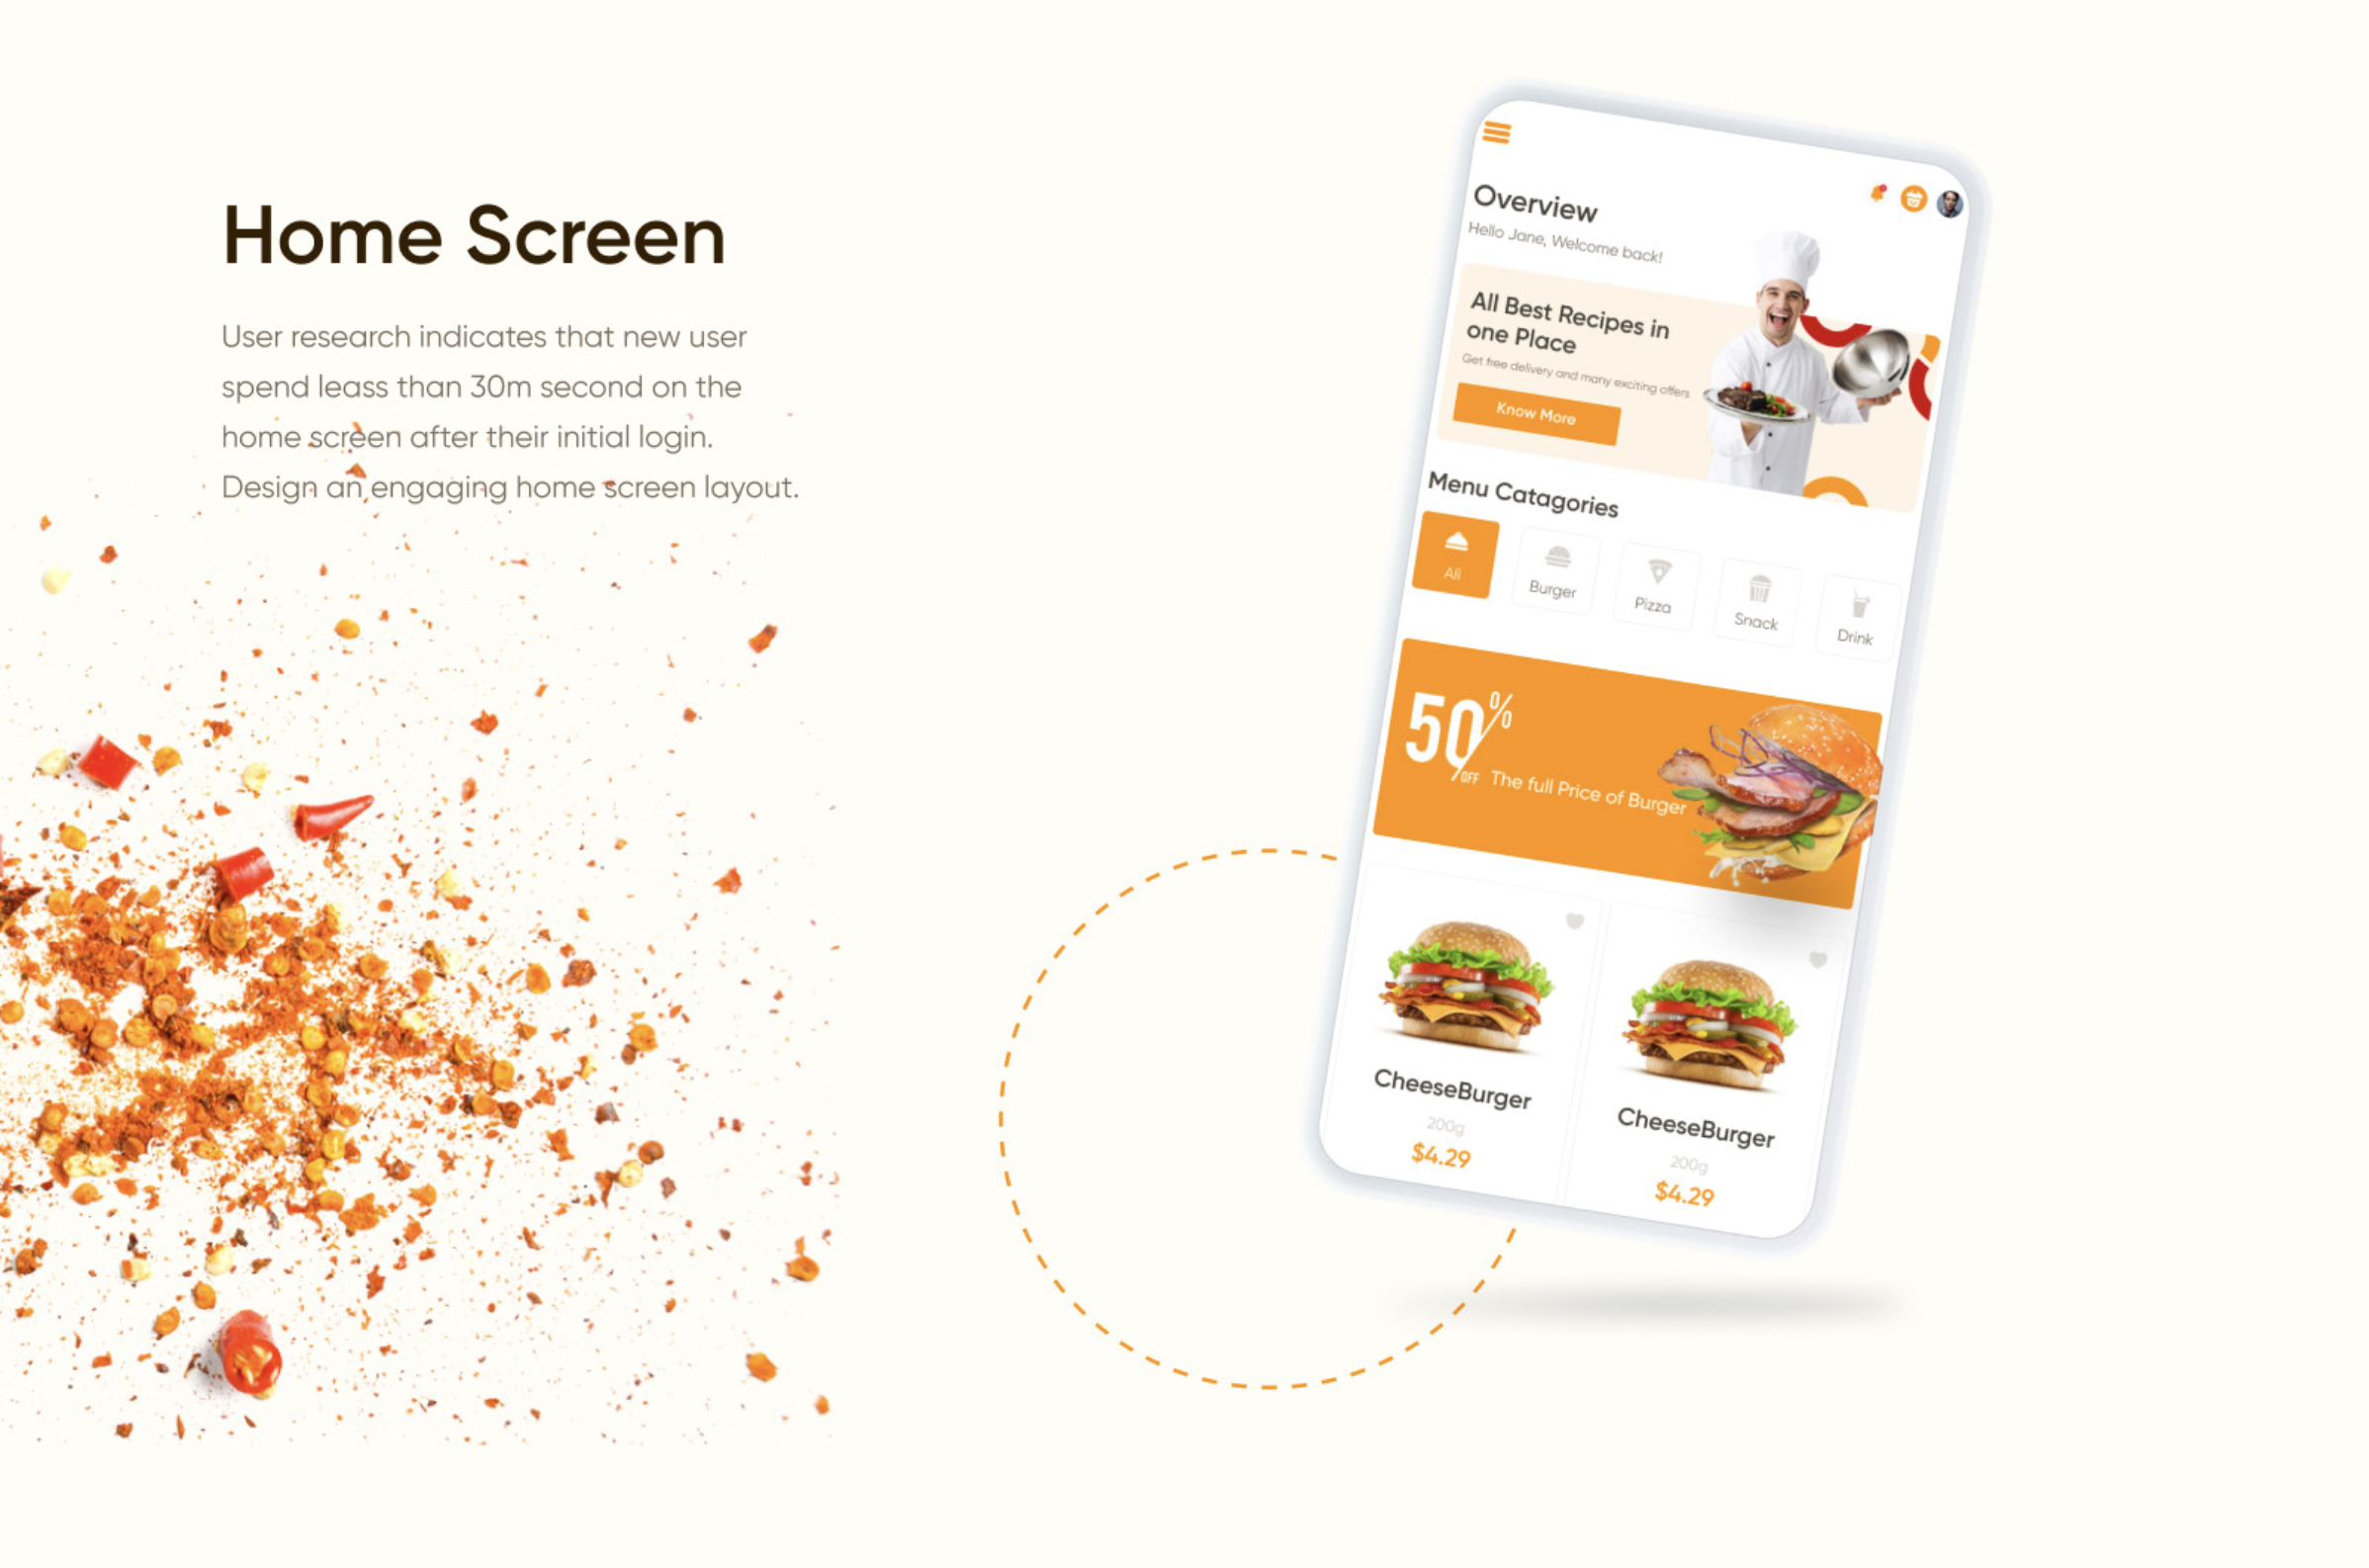 Home Screen
User research indicates that new user
spend leass than 30m second on the
home screen after their initial login.
Design an engaging home screen layout.
Overview
Hello Jane, Welcome back!
All Best Recipes in
one Place
Get free delivery and many exciting offers
Know More
Menu Catagories
All
Burger
Pizza
Snack
Drink
50%
OFF The full Price of Burger
CheeseBurger
200g
$4.29
CheeseBurger
200g
$4.29